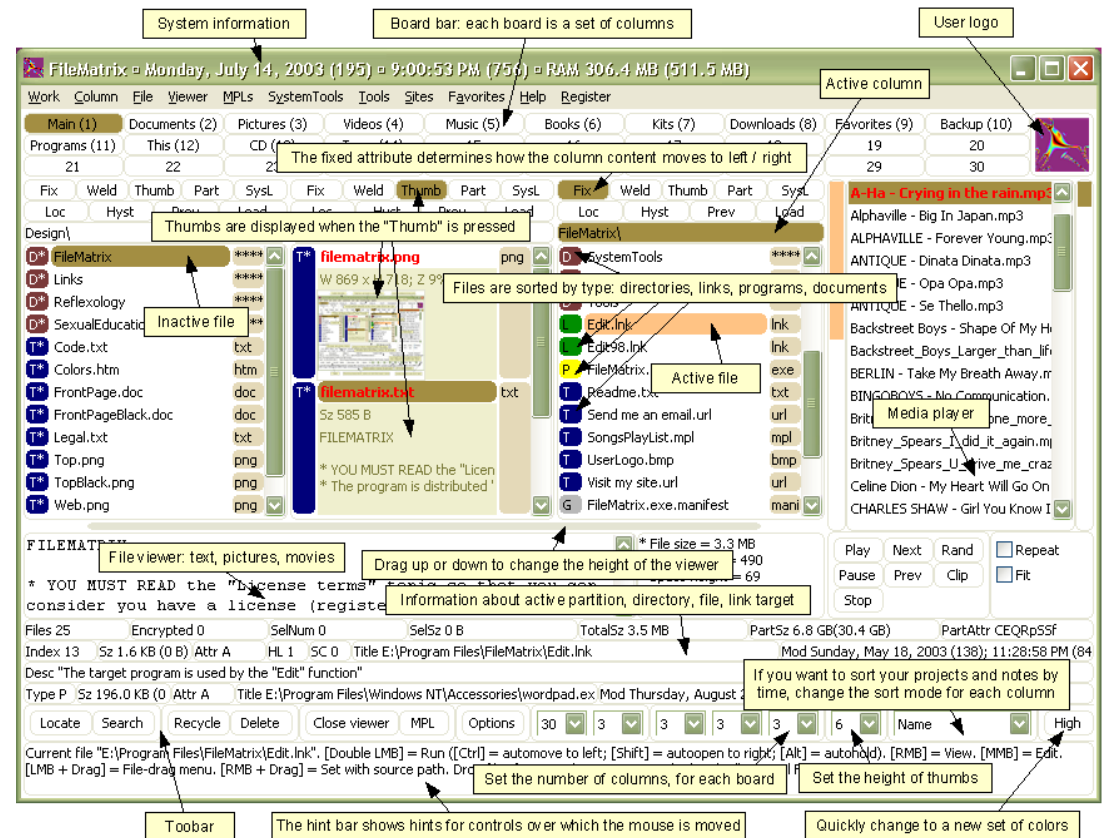 System information
Board bar: each board is a set of columns
User logo
FileMatrix ¤ Monday, July 14, 2003 (195) ¤ 9:00:53 PM (756) ¤ RAM 306.4 MB (511.5 MB)
Active column
Work Column File Viewer MPLs SystemTools Tools Sites Favorites Help Register
Main (1) Documents (2) Pictures (3) Videos (4) Music (5) Books (6) Kits (7) Downloads (8) Favorites (9) Backup (10)
Programs (11) This (12) CD 19 20
The fixed attribute determines how the column content moves to left / right
21 22 29 30
Fix Weld Thumb Part SysL Fix Weld Thumb Part SysL Fix Weld Thumb Part SysL
Loc Hyst Prev Load Loc Hyst Prev Load Loc Hyst Prev Load
Thumbs are displayed when the "Thumb" is pressed
Design\
FileMatrix\
D* FileMatrix ****
D* Links ****
D* Reflexology ****
D*
Inactive file
T* Code.txt txt
T* Colors.htm htm
T* FrontPage.doc doc
T* FrontPageBlack.doc doc
T* Legal.txt txt
T* Top.png png
T* TopBlack.png png
T* Web.png png
T* filematrix.png png
W 869 x H 718; Z
T* filematrix.txt txt
Sz 585 B
FILEMATRIX
* YOU MUST READ the "Licen
* The program is distributed '
D SystemTools ****
Files are sorted by type: directories, links, programs, documents
L Edit.lnk lnk
L Edit98.lnk lnk
P FileMatrix. exe
Active file
T Readme.txt txt
T Send me an email.url url
T SongsPlayList.mpl mpl
T UserLogo.bmp bmp
T Visit my site.url url
G FileMatrix.exe.manifest mani
A-Ha - Crying in the rain.mp3
Alphaville - Big In Japan.mp3
ALPHAVILLE - Forever Young.mp3
ANTIQUE - Dinata Dinata.mp3
- Opa Opa.mp3
ANTIQUE - Se Thello.mp3
Backstreet Boys - Shape Of My H
Backstreet_Boys_Larger_than_life
BERLIN - Take My Breath Away.m
BINGOBOYS - No Communication.
Media player
one_more_
Britney_Spears_I_did_it_again.mp
Britney_Spears_U_drive_me_craz
Celine Dion - My Heart Will Go On
CHARLES SHAW - Girl You Know I
FILEMATRIX
File viewer: text, pictures, movies
* YOU MUST READ the "License terms" topic so that you can
consider you have a license
* File size = 3.3 MB
= 490
= 69
Drag up or down to change the height of the viewer
Information about active partition, directory, file, link target
Play Next Rand Repeat
Pause Prev Clip Fit
Stop
Files 25 Encrypted 0 SelNum 0 SelSz 0 B TotalSz 3.5 MB PartSz 6.8 GB(30.4 GB) PartAttr CEQRpSSf
Index 13 Sz 1.6 KB (0 B) Attr A HL 1 SC 0 Title E:\Program Files\FileMatrix\Edit.lnk Mod Sunday, May 18, 2003 (138); 11:28:58 PM (84
Desc "The target program is used by the "Edit" function"
Type P Sz 196.0 KB (0 Attr A Title E:\Program Files\Windows NT\Accessories\wordpad.ex Mod Thursday, August
If you want to sort your projects and notes by
time, change the sort mode for each column
Locate Search Recycle Delete Close viewer MPL Options 30 3 3 3 3 6 Name High
Current file "E:\Program Files\FileMatrix\Edit.lnk". [Double LMB] = Run ([Ctrl] = automove to left; [Shift] = autoopen to right; [Alt] = autohold). [RMB] = View. [MMB] = Edit.
[LMB + Drag] = File-drag menu. [RMB + Drag] = Set with source path.
Set the number of columns, for each board
Set the height of thumbs
Toobar
The hint bar shows hints for controls over which the mouse is moved
Quickly change to a new set of colors